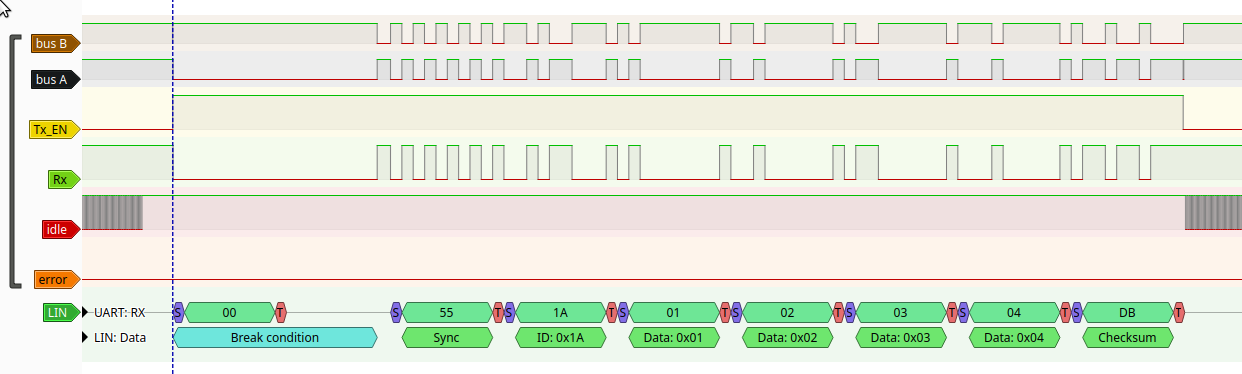 bus B
bus A
Tx_EN
Rx
idle
error
LIN UART: RX S 00 T S 55 T S 1A T S 01 T S 02 T S 03 T S 04 T S DB T
LIN: Data Break condition Sync ID: 0x1A Data: 0x01 Data: 0x02 Data: 0x03 Data: 0x04 Checksum